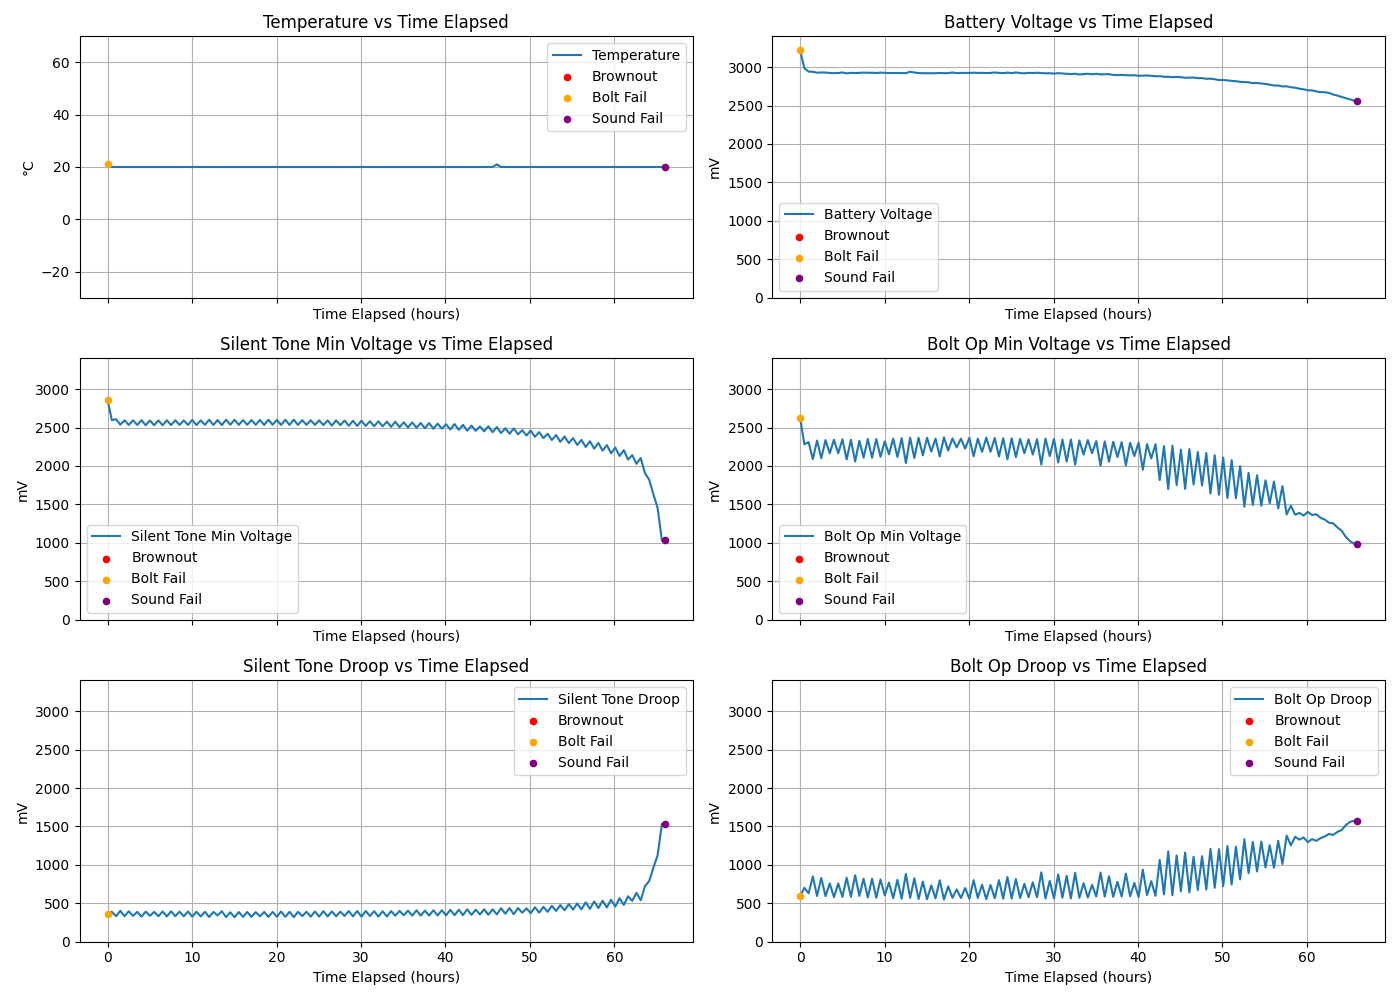 Temperature vs Time Elapsed
°C
60
40
20
0
−20
Temperature
Brownout
Bolt Fail
Sound Fail
Time Elapsed (hours)
Battery Voltage vs Time Elapsed
mV
3000
2500
2000
1500
1000
500
0
Battery Voltage
Brownout
Bolt Fail
Sound Fail
Time Elapsed (hours)
Silent Tone Min Voltage vs Time Elapsed
mV
3000
2500
2000
1500
1000
500
0
Silent Tone Min Voltage
Brownout
Bolt Fail
Sound Fail
Time Elapsed (hours)
Bolt Op Min Voltage vs Time Elapsed
mV
3000
2500
2000
1500
1000
500
0
Bolt Op Min Voltage
Brownout
Bolt Fail
Sound Fail
Time Elapsed (hours)
Silent Tone Droop vs Time Elapsed
mV
3000
2500
2000
1500
1000
500
0
Silent Tone Droop
Brownout
Bolt Fail
Sound Fail
0 10 20 30 40 50 60
Time Elapsed (hours)
Bolt Op Droop vs Time Elapsed
mV
3000
2500
2000
1500
1000
500
0
Bolt Op Droop
Brownout
Bolt Fail
Sound Fail
0 10 20 30 40 50 60
Time Elapsed (hours)